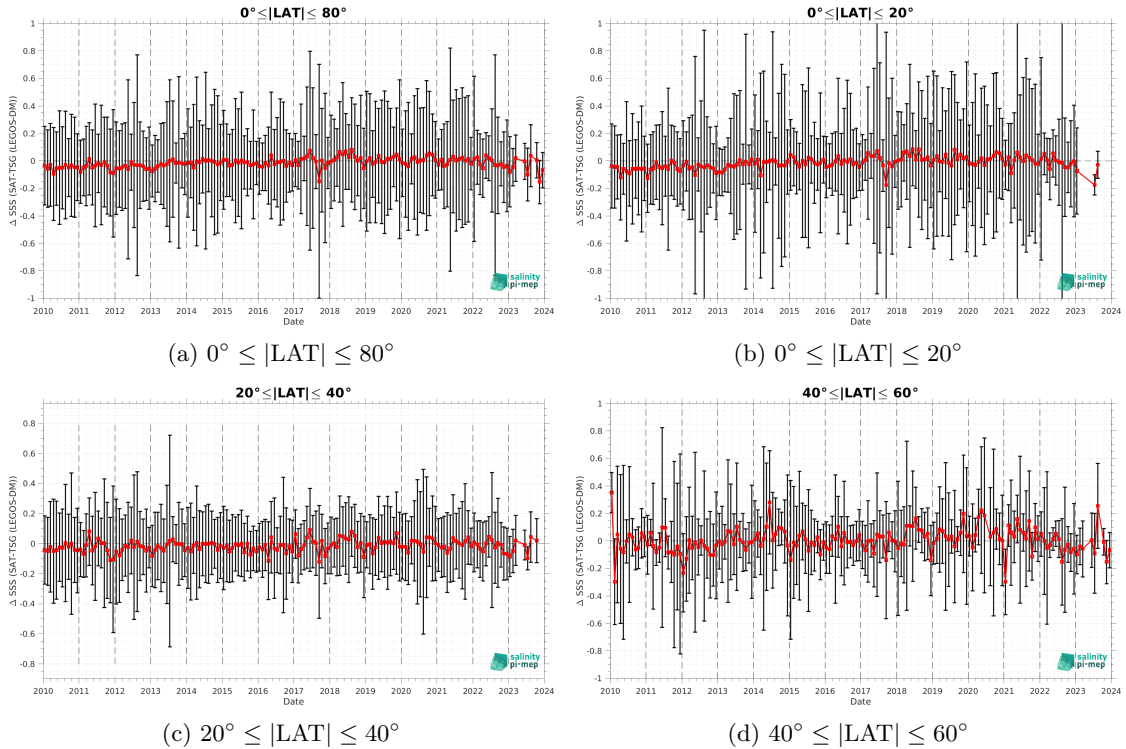 0°≤|LAT|≤ 80°
Δ SSS (SAT-TSG (LEGOS-DM))
1
0.8
0.6
0.4
0.2
0
-0.2
-0.4
-0.6
-0.8
-1
2010 2011 2012 2013 2014 2015 2016 2017 2018 2019 2020 2021 2022 2023 2024
Date
salinity
pi-mep
(a) 0° ≤ |LAT| ≤ 80°
0°≤|LAT|≤ 20°
Δ SSS (SAT-TSG (LEGOS-DM))
1
0.8
0.6
0.4
0.2
0
-0.2
-0.4
-0.6
-0.8
-1
2010 2011 2012 2013 2014 2015 2016 2017 2018 2019 2020 2021 2022 2023 2024
Date
salinity
pi-mep
(b) 0° ≤ |LAT| ≤ 20°
20°≤|LAT|≤ 40°
Δ SSS (SAT-TSG (LEGOS-DM))
0.8
0.6
0.4
0.2
0
-0.2
-0.4
-0.6
-0.8
2010 2011 2012 2013 2014 2015 2016 2017 2018 2019 2020 2021 2022 2023 2024
Date
salinity
pi-mep
(c) 20° ≤ |LAT| ≤ 40°
40°≤|LAT|≤ 60°
Δ SSS (SAT-TSG (LEGOS-DM))
1
0.8
0.6
0.4
0.2
0
-0.2
-0.4
-0.6
-0.8
-1
2010 2011 2012 2013 2014 2015 2016 2017 2018 2019 2020 2021 2022 2023 2024
Date
salinity
pi-mep
(d) 40° ≤ |LAT| ≤ 60°